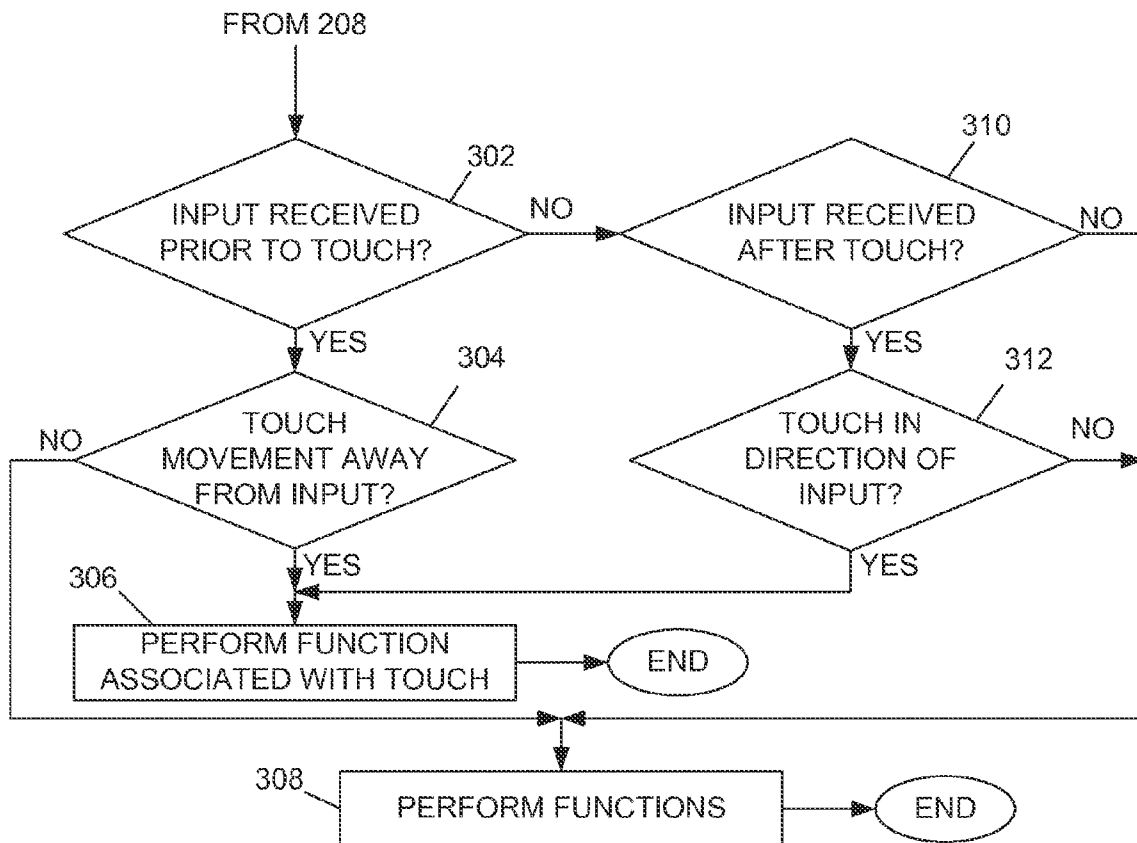 FROM 208
302
INPUT RECEIVED
PRIOR TO TOUCH?
NO
310
INPUT RECEIVED
AFTER TOUCH?
NO
YES
YES
304
NO
TOUCH
MOVEMENT AWAY
FROM INPUT?
312
TOUCH IN
DIRECTION OF
INPUT?
NO
YES
YES
306
PERFORM FUNCTION
ASSOCIATED WITH TOUCH
END
308
PERFORM FUNCTIONS
END